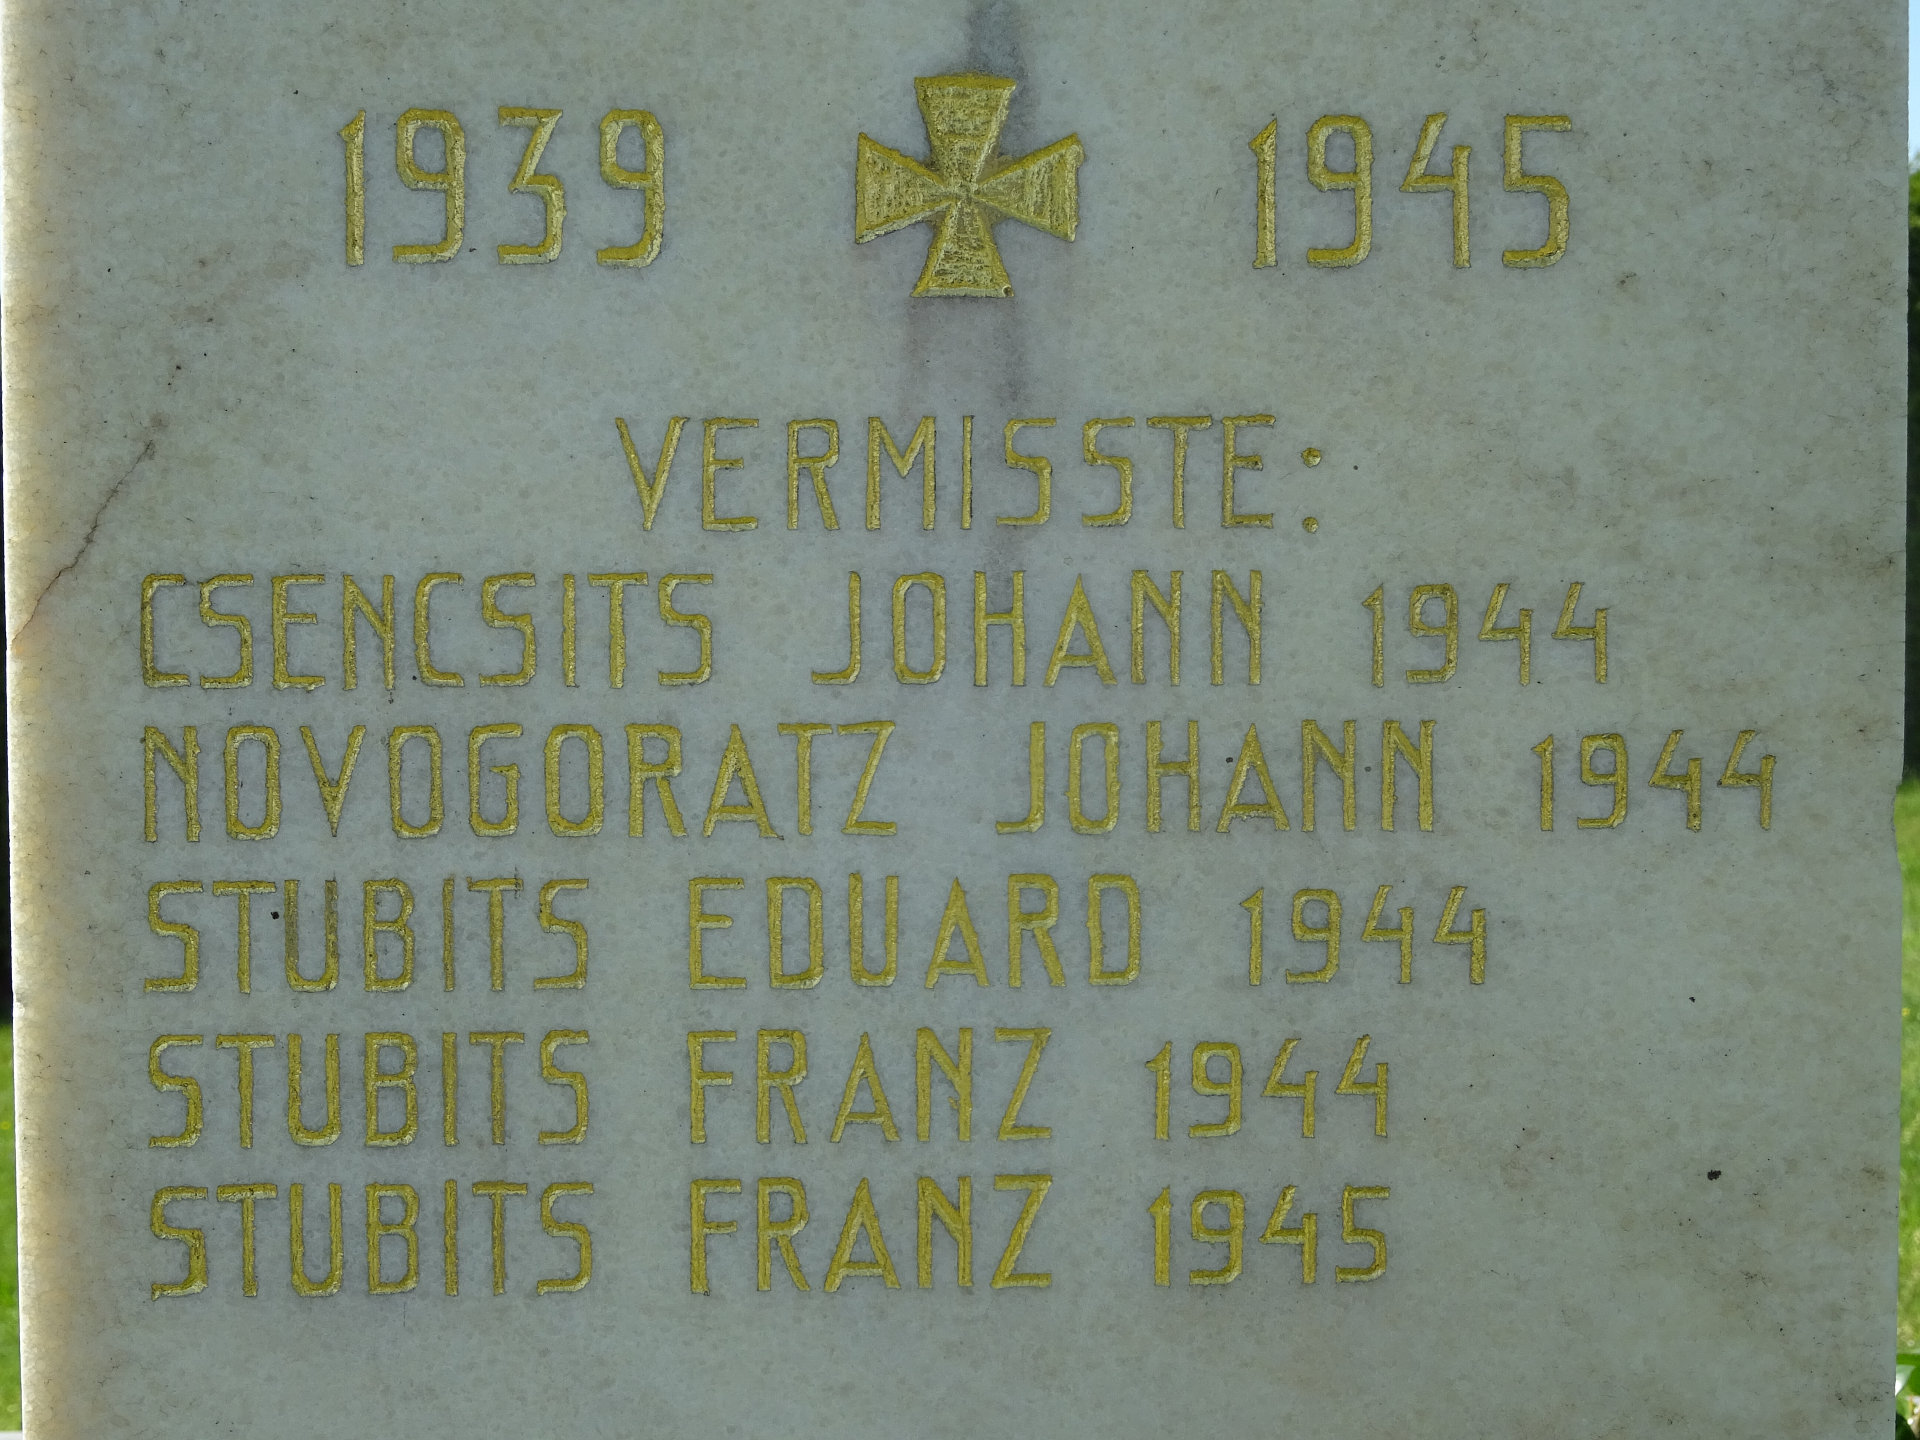 1939 1945
VERMISSTE:
CSENCSITS JOHANN 1944
NOVOGORATZ JOHANN 1944
STUBITS EDUARD 1944
STUBITS FRANZ 1944
STUBITS FRANZ 1945